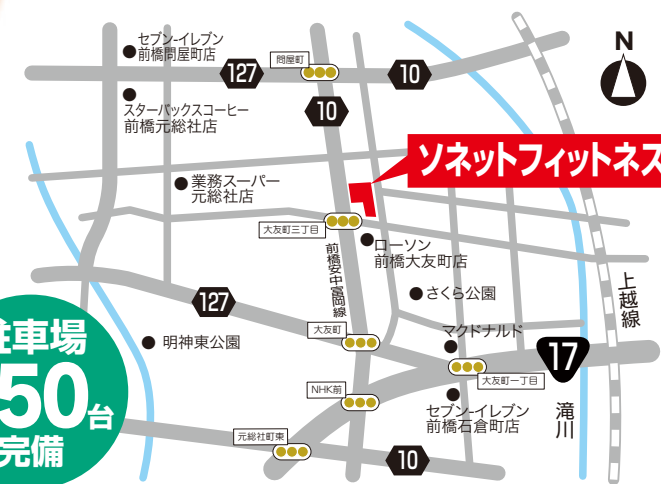 セブン-イレブン
前橋問屋町店
問屋町
127
10
N
スターバックスコーヒー
前橋元総社店
10
ソネットフィットネス
業務スーパー
元総社店
大友町三丁目
ローソン
前橋大友町店
前橋安中富岡線
さくら公園
上越線
127
大友町
マクドナルド
明神東公園
17
駐車場
50台
完備
大友町一丁目
NHK前
セブン-イレブン
前橋石倉町店
滝川
元総社町東
10